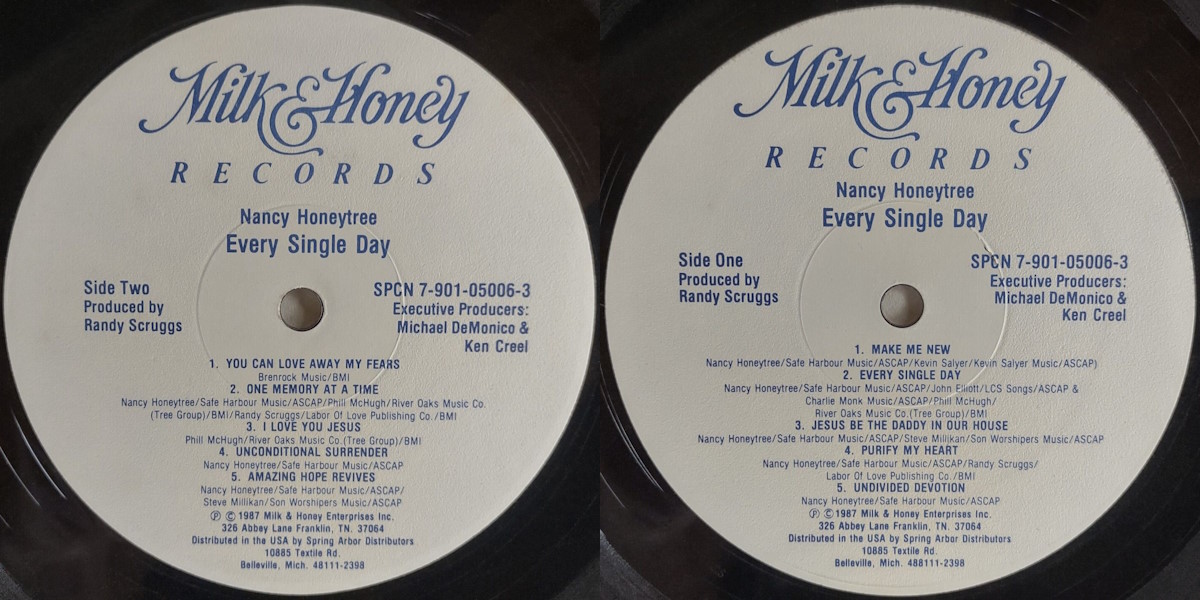 Milk & Honey
RECORDS
Nancy Honeytree
Every Single Day
Side Two
Produced by
Randy Scruggs
SPCN 7-901-05006-3
Executive Producers:
Michael DeMonico &
Ken Creel
1. YOU CAN LOVE AWAY MY FEARS
Brenrock Music/BMI
2. ONE MEMORY AT A TIME
Nancy Honeytree/Safe Harbour Music/ASCAP/Phill McHugh/River Oaks Music Co.
(Tree Group)/BMI/Randy Scruggs/Labor Of Love Publishing Co./BMI
3. I LOVE YOU JESUS
Phill McHugh/River Oaks Music Co.(Tree Group)/BMI
4. UNCONDITIONAL SURRENDER
Nancy Honeytree/Safe Harbour Music/ASCAP
5. AMAZING HOPE REVIVES
Nancy Honeytree/Safe Harbour Music/ASCAP/
Steve Millikan/Son Worshipers Music/ASCAP
℗ © 1987 Milk & Honey Enterprises Inc.
326 Abbey Lane Franklin, TN. 37064
Distributed in the USA by Spring Arbor Distributors
10885 Textile Rd.
Belleville, Mich. 48111-2398
Milk & Honey
RECORDS
Nancy Honeytree
Every Single Day
Side One
Produced by
Randy Scruggs
SPCN 7-901-05006-3
Executive Producers:
Michael DeMonico &
Ken Creel
1. MAKE ME NEW
Nancy Honeytree/Safe Harbour Music/ASCAP/Kevin Salyer/Kevin Salyer Music/ASCAP)
2. EVERY SINGLE DAY
Nancy Honeytree/Safe Harbour Music/ASCAP/John Elliott/LCS Songs/ASCAP &
Charlie Monk Music/ASCAP/Phill McHugh/
River Oaks Music Co.(Tree Group)/BMI
3. JESUS BE THE DADDY IN OUR HOUSE
Nancy Honeytree/Safe Harbour Music/ASCAP/Steve Millikan/Son Worshipers Music/ASCAP
4. PURIFY MY HEART
Nancy Honeytree/Safe Harbour Music/ASCAP/Randy Scruggs/
Labor Of Love Publishing Co./BMI
5. UNDIVIDED DEVOTION
Nancy Honeytree/Safe Harbour Music/ASCAP
℗ © 1987 Milk & Honey Enterprises Inc.
326 Abbey Lane Franklin, TN. 37064
Distributed in the USA by Spring Arbor Distributors
10885 Textile Rd.
Belleville, Mich. 488111-2398